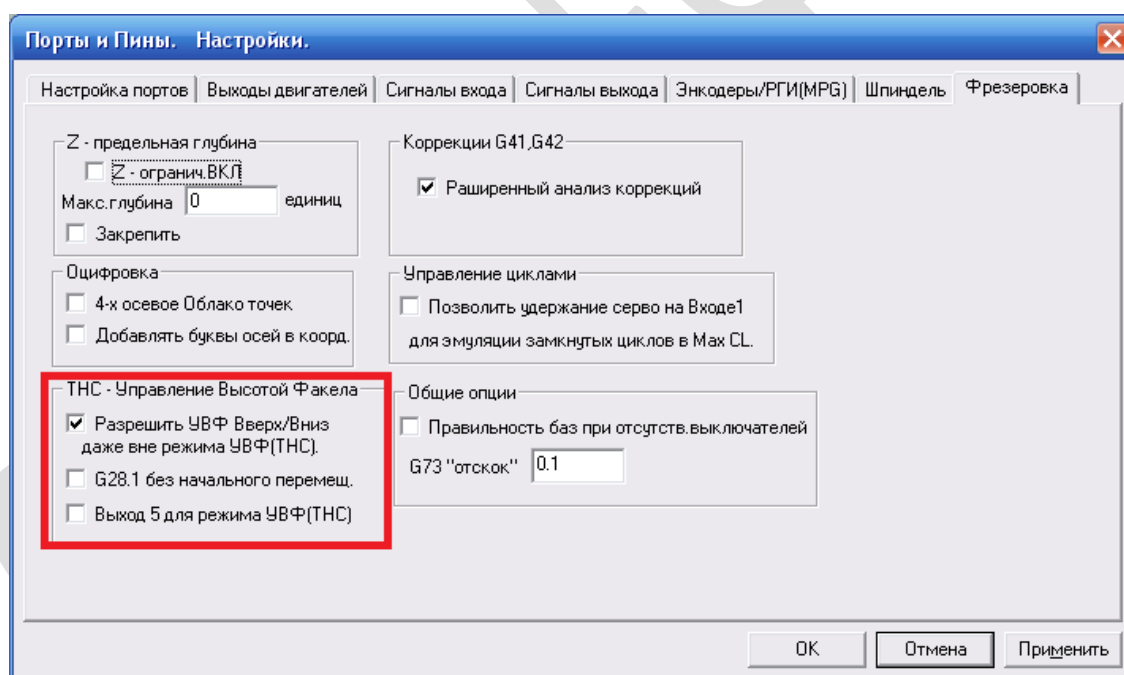 Порты и Пины. Настройки.
Настройка портов Выходы двигателей Сигналы входа Сигналы выхода Энкодеры/РГИ(MPG) Шпиндель Фрезеровка
Z - предельная глубина
Z - огранич.ВКЛ
Макс.глубина 0 единиц
Закрепить
Коррекции G41,G42
Раширенный анализ коррекций
Оцифровка
4-х осевое Облако точек
Добавлять буквы осей в коорд.
Управление циклами
Позволить удержание серво на Входе1
для эмуляции замкнутых циклов в Max CL.
THC - Управление Высотой Факела
Разрешить УВФ Вверх/Вниз
даже вне режима УВФ(THC).
G28.1 без начального перемещ.
Выход 5 для режима УВФ(THC)
Общие опции
Правильность баз при отсутств.выключателей
G73 "отскок" 0.1
OK Отмена Применить